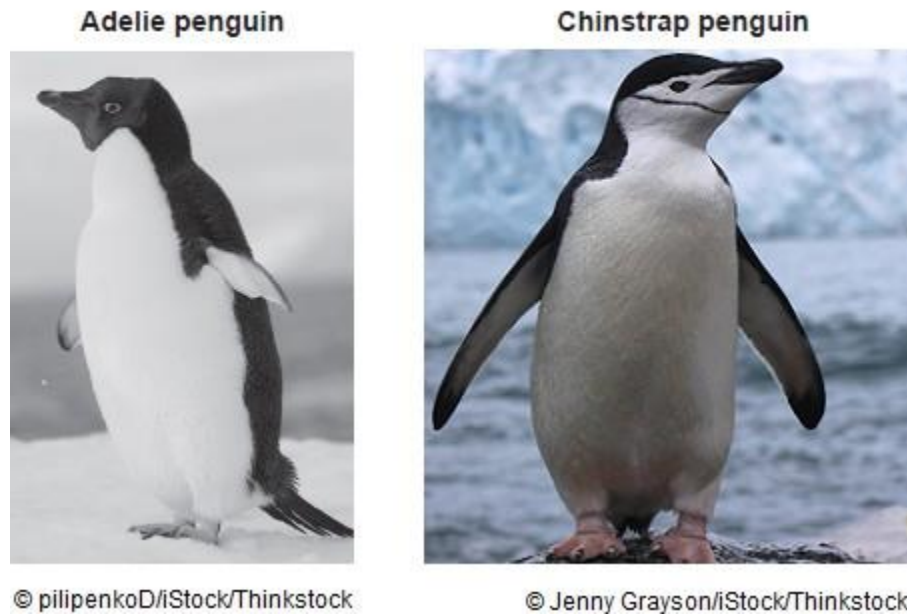 Adelie penguin
Chinstrap penguin
© pilipenkoD/iStock/Thinkstock
© Jenny Grayson/iStock/Thinkstock